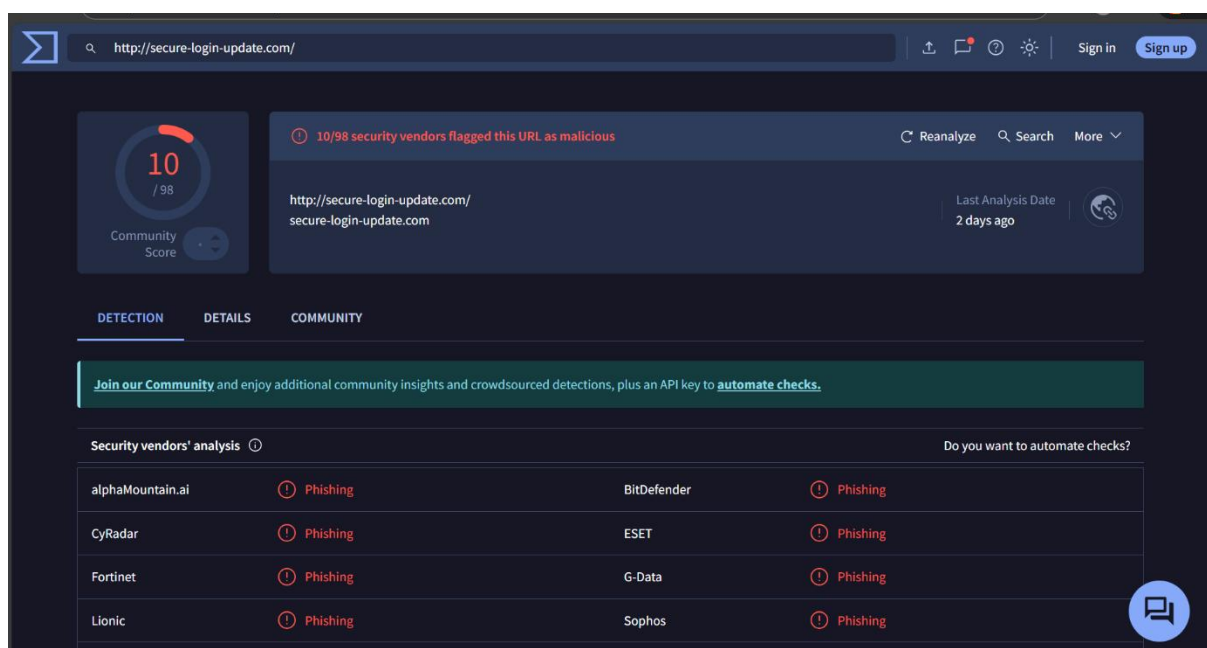 http://secure-login-update.com/
Sign in
Sign up
10
/ 98
Community
Score
10/98 security vendors flagged this URL as malicious
Reanalyze
Search
More
http://secure-login-update.com/
secure-login-update.com
Last Analysis Date
2 days ago
DETECTION DETAILS COMMUNITY
Join our Community and enjoy additional community insights and crowdsourced detections, plus an API key to automate checks.
Security vendors' analysis
Do you want to automate checks?
alphaMountain.ai Phishing BitDefender Phishing
CyRadar Phishing ESET Phishing
Fortinet Phishing G-Data Phishing
Lionic Phishing Sophos Phishing